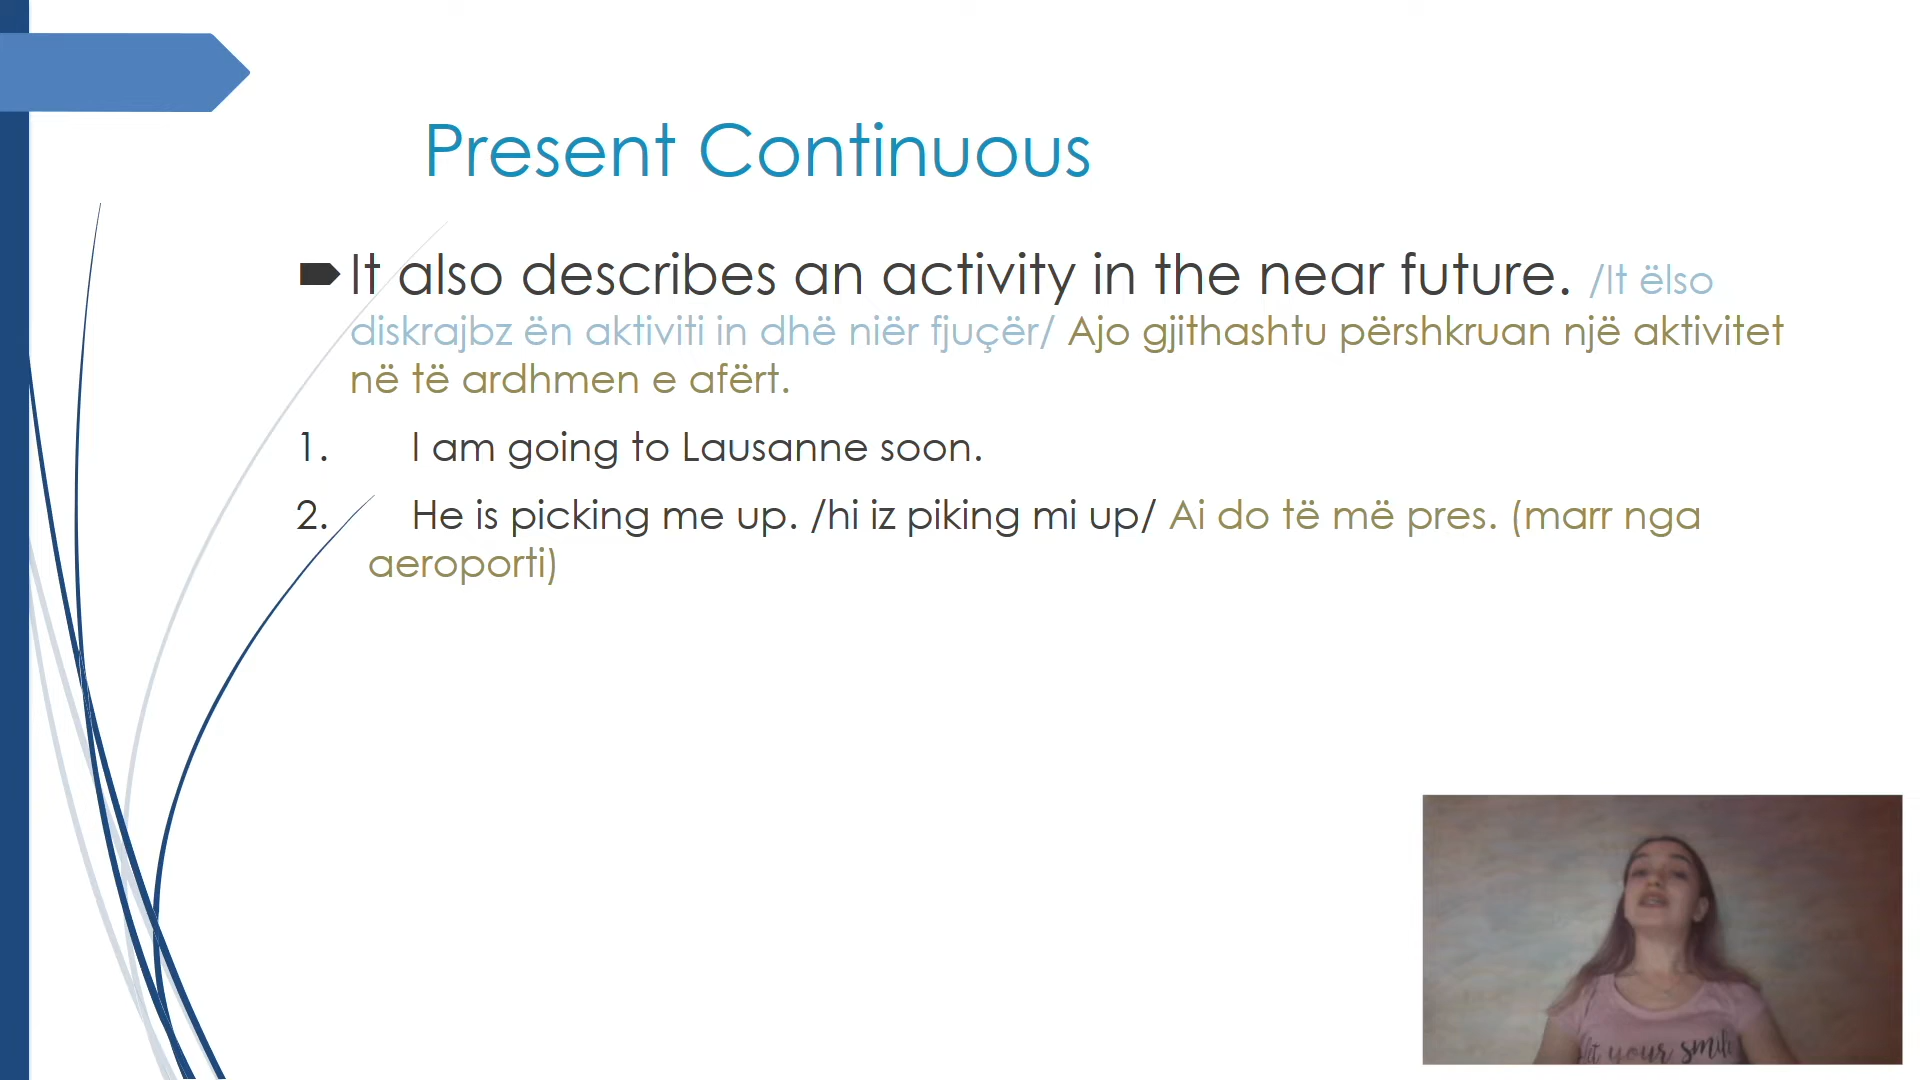 Present Continuous
It also describes an activity in the near future. /It ëlso
diskrajbz ën aktiviti in dhë niër fjuçër/ Ajo gjithashtu përshkruan një aktivitet
në të ardhmen e afërt.
1. I am going to Lausanne soon.
2. He is picking me up. /hi iz piking mi up/ Ai do të më pres. (marr nga
aeroporti)
your smile